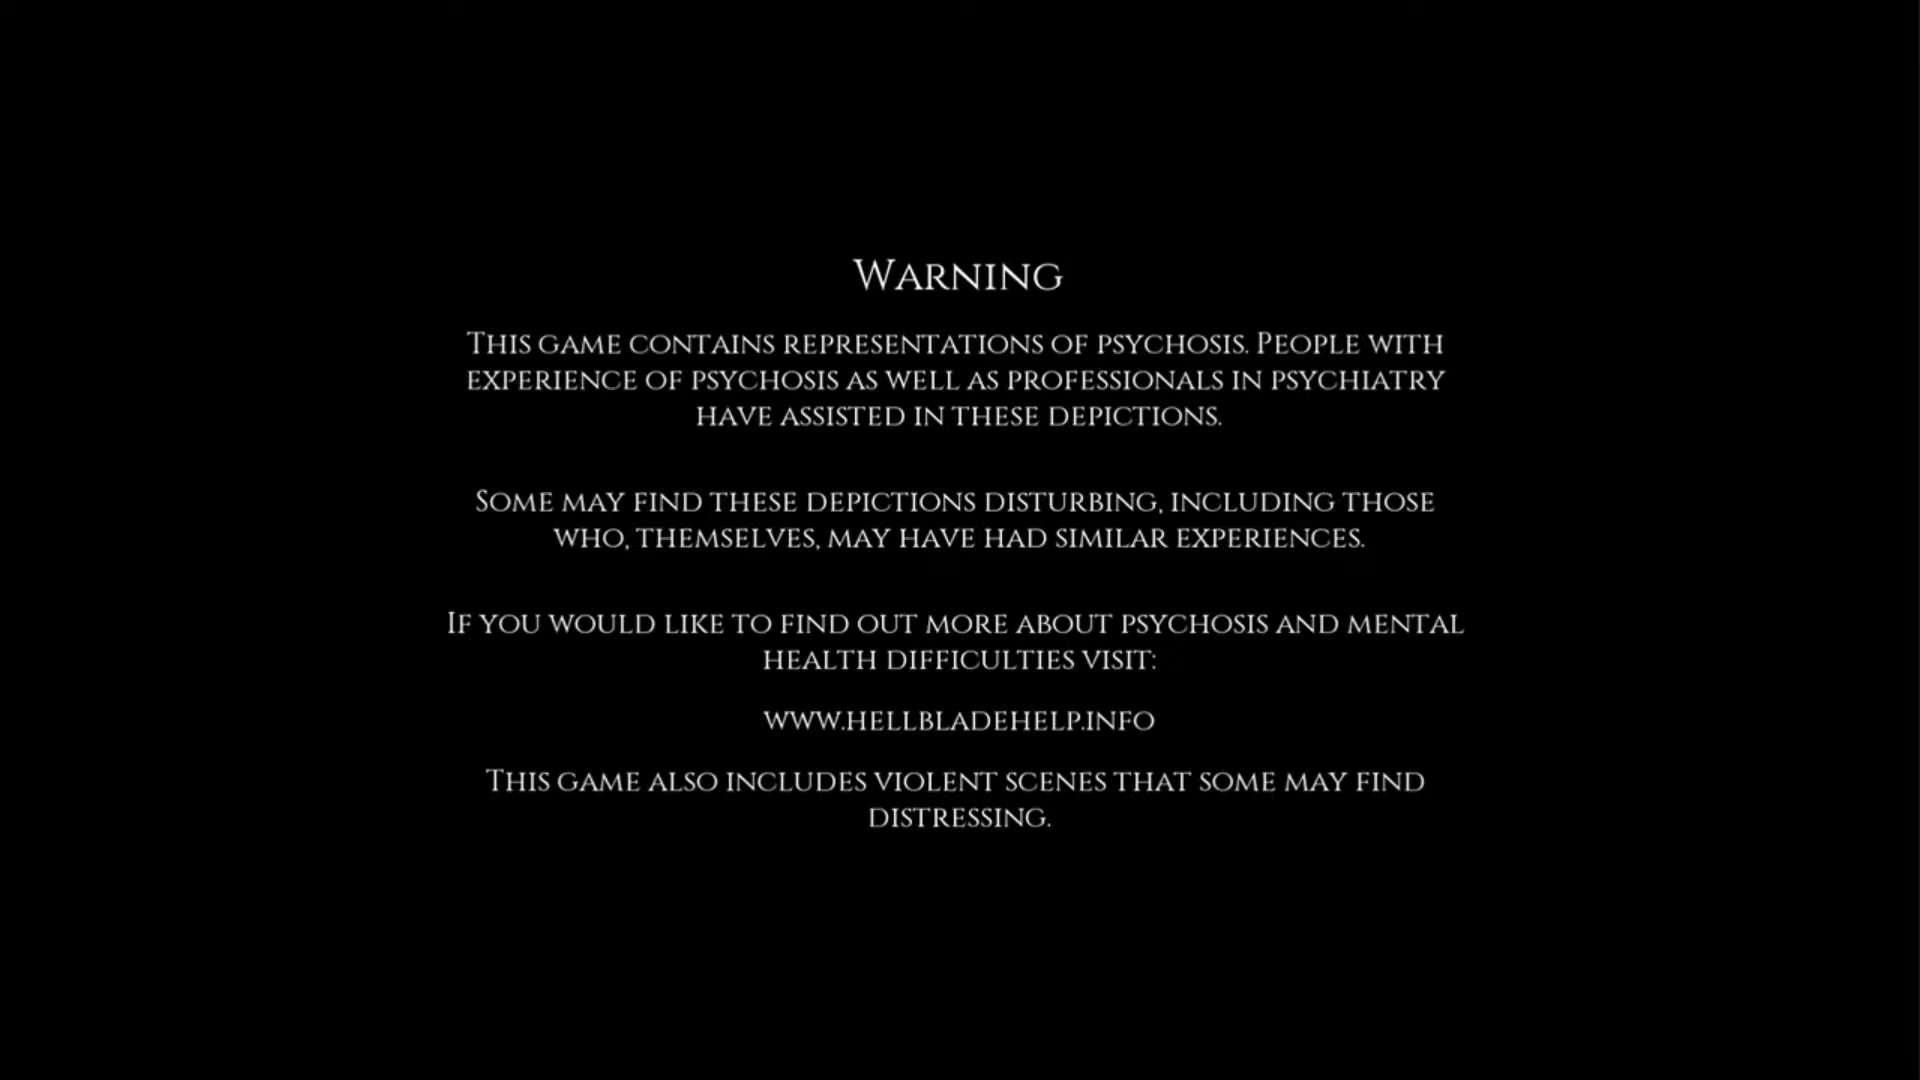 Warning
This game contains representations of psychosis. People with
experience of psychosis as well as professionals in psychiatry
have assisted in these depictions.
Some may find these depictions disturbing, including those
who, themselves, may have had similar experiences.
If you would like to find out more about psychosis and mental
health difficulties visit:
www.hellbladehelp.info
This game also includes violent scenes that some may find
distressing.